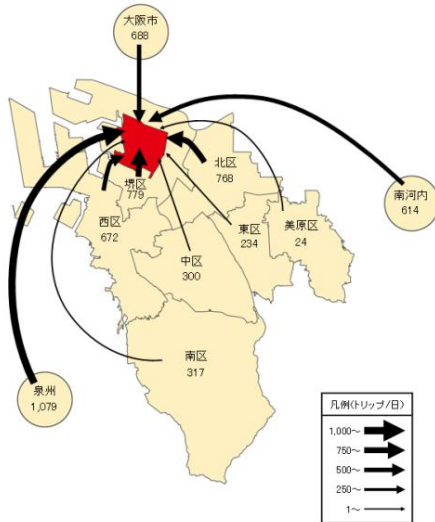 大阪市
688
北区
768
南河内
614
堺区
779
西区
672
東区
234
美原区
24
中区
300
南区
317
泉州
1,079
凡例(トリップ/日)
1,000～
750～
500～
250～
1～